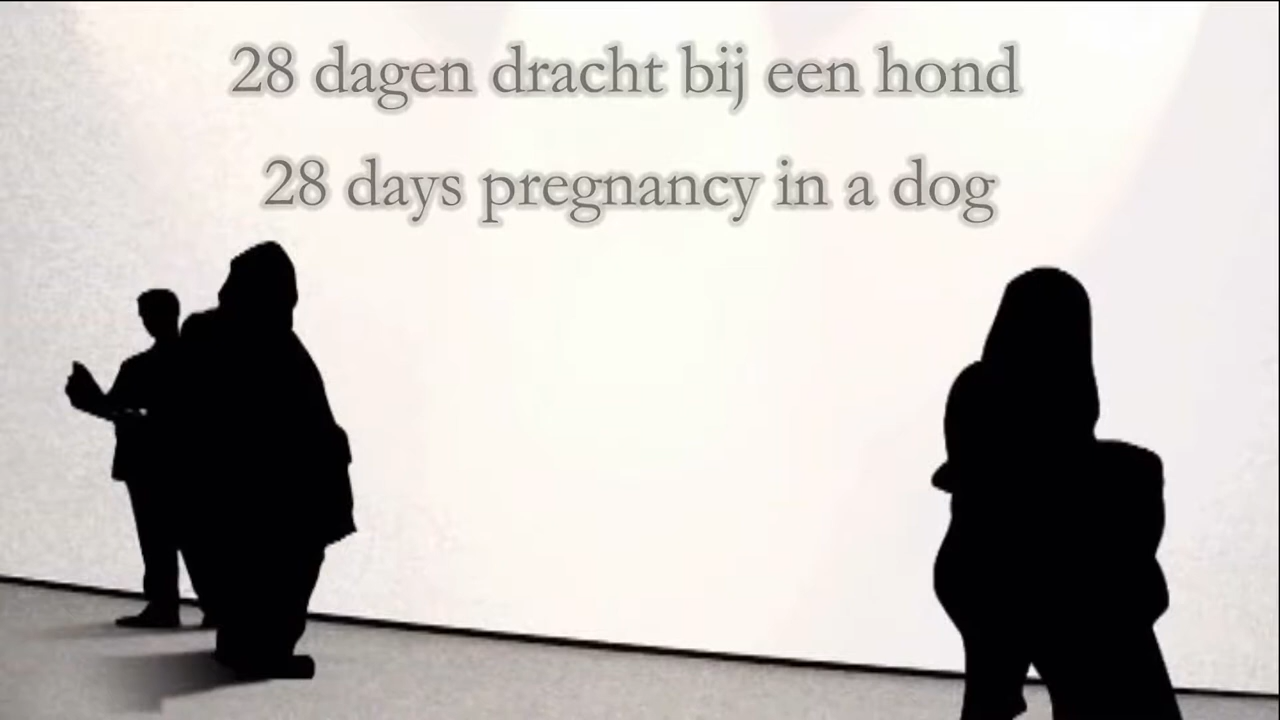 28 dagen dracht bij een hond
28 days pregnancy in a dog